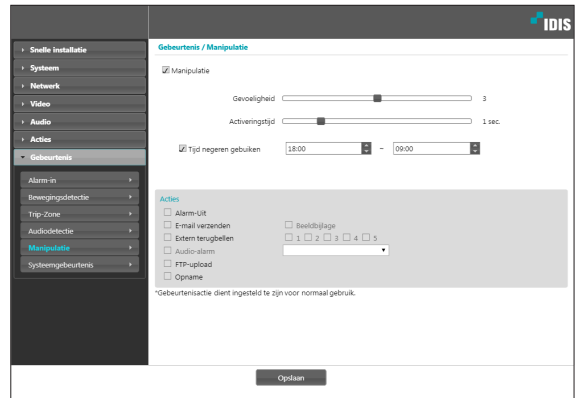 IDIS
Snelle installatie
Systeem
Netwerk
Video
Audio
Acties
Gebeurtenis
Alarm-in
Bewegingsdetectie
Trip-Zone
Audiodetectie
Manipulatie
Systeemgebeurtenis
Gebeurtenis / Manipulatie
Manipulatie
Gevoeligheid 3
Activeringstijd 1 sec.
Tijd negeren gebuiken 18:00 ~ 09:00
Acties
Alarm-Uit
E-mail verzenden Beeldbijlage
Extern terugbellen 1 2 3 4 5
Audio-alarm
FTP-upload
Opname
*Gebeurtenisactie dient ingesteld te zijn voor normaal gebruik.
Opslaan